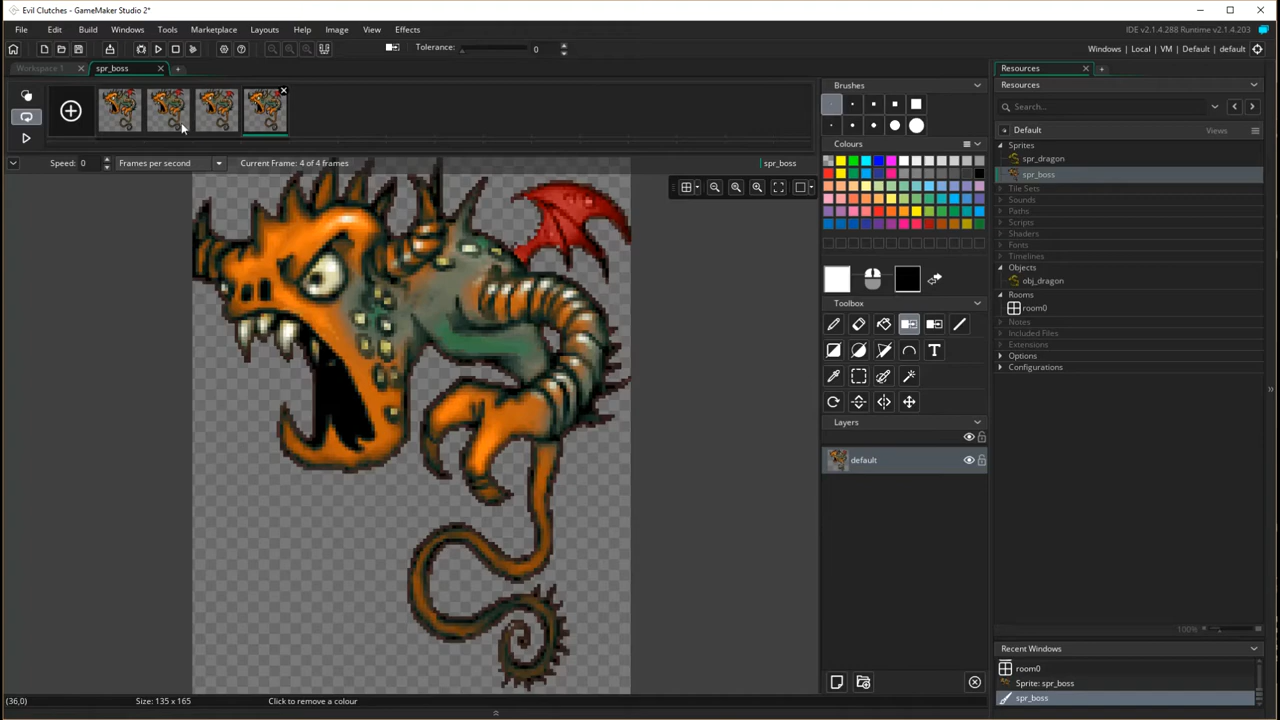 Evil Clutches - GameMaker Studio 2*
File Edit Build Windows Tools Marketplace Layouts Help Image View Effects
IDE v2.1.4.288 Runtime v2.1.4.203
Tolerance: 0
Windows | Local | VM | Default | default
Workspace 1
spr_boss
Resources
Speed: 0
Frames per second
Current Frame: 4 of 4 frames
spr_boss
Brushes
Colours
Toolbox
T
Layers
default
Resources
Search...
Default
Views
Sprites
spr_dragon
spr_boss
Tile Sets
Sounds
Paths
Scripts
Shaders
Fonts
Timelines
Objects
obj_dragon
Rooms
room0
Notes
Included Files
Extensions
Options
Configurations
100%
Recent Windows
room0
Sprite: spr_boss
spr_boss
(36,0)
Size: 135 x 165
Click to remove a colour